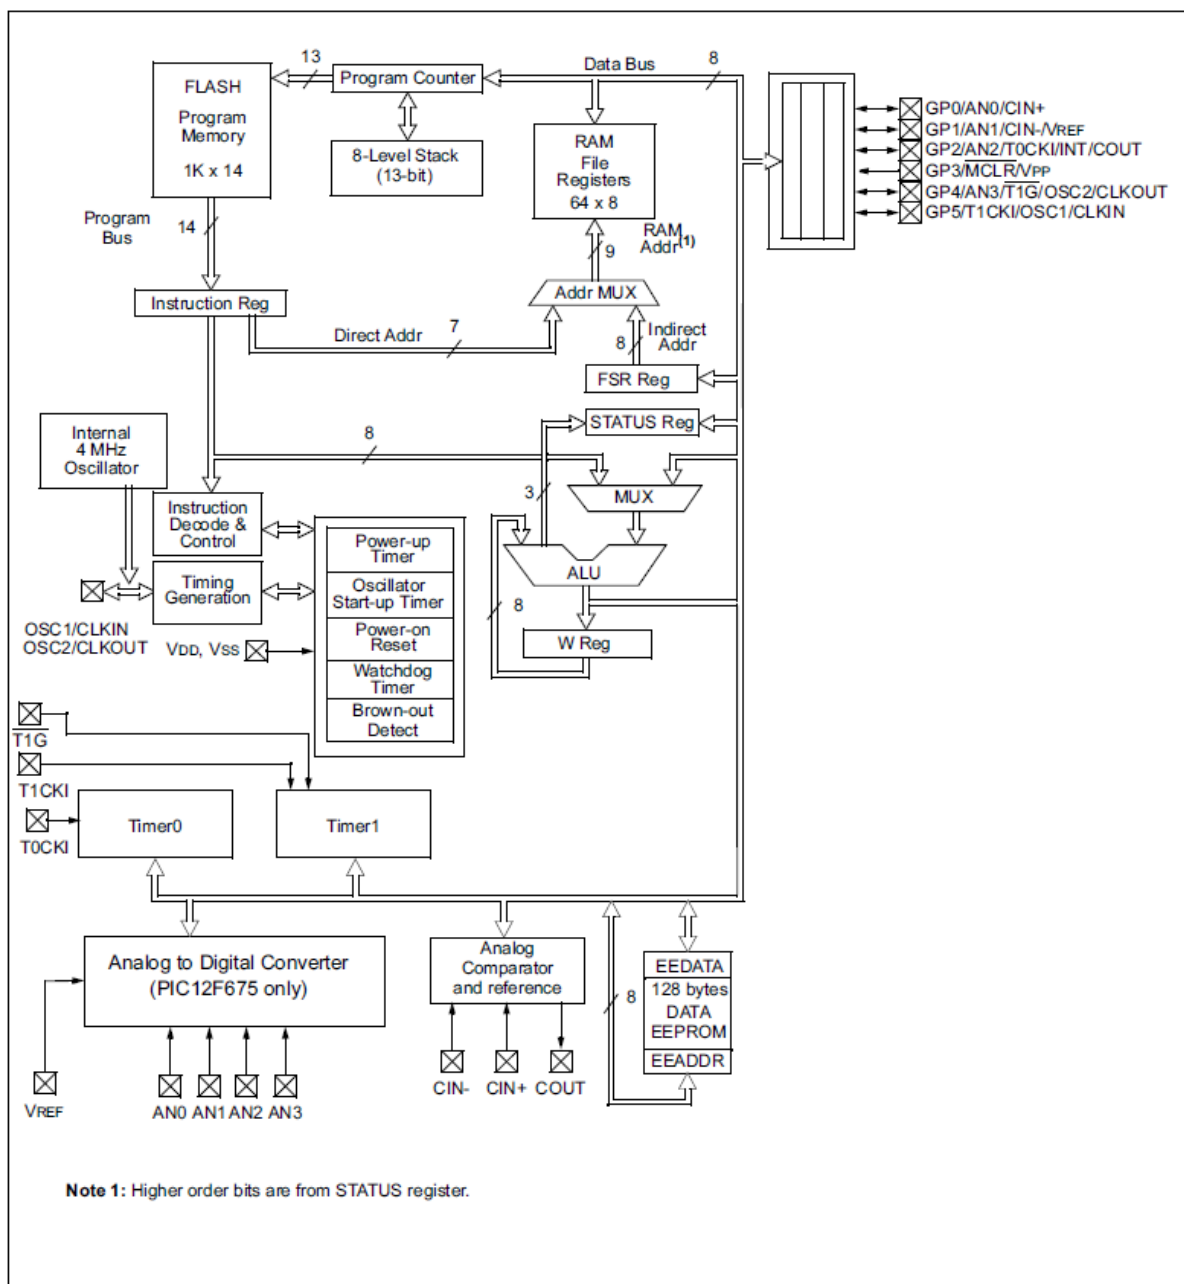 13
Data Bus
8
FLASH
Program
Memory
1K x 14
Program Counter
8-Level Stack
(13-bit)
RAM
File
Registers
64 x 8
GP0/AN0/CIN+
GP1/AN1/CIN-/VREF
GP2/AN2/T0CKI/INT/COUT
GP3/MCLR/VPP
GP4/AN3/T1G/OSC2/CLKOUT
GP5/T1CKI/OSC1/CLKIN
Program
Bus
14
RAM
Addr(1)
9
Instruction Reg
Addr MUX
Direct Addr
7
Indirect
Addr
8
FSR Reg
STATUS Reg
8
Internal
4 MHz
Oscillator
3
MUX
Instruction
Decode &
Control
Power-up
Timer
ALU
Timing
Generation
Oscillator
Start-up Timer
8
OSC1/CLKIN
OSC2/CLKOUT
VDD, VSS
Power-on
Reset
W Reg
Watchdog
Timer
Brown-out
Detect
T1G
T1CKI
T0CKI
Timer0
Timer1
Analog to Digital Converter
(PIC12F675 only)
Analog
Comparator
and reference
EEDATA
128 bytes
DATA
EEPROM
EEADDR
8
VREF
AN0 AN1 AN2 AN3
CIN- CIN+ COUT
Note 1: Higher order bits are from STATUS register.